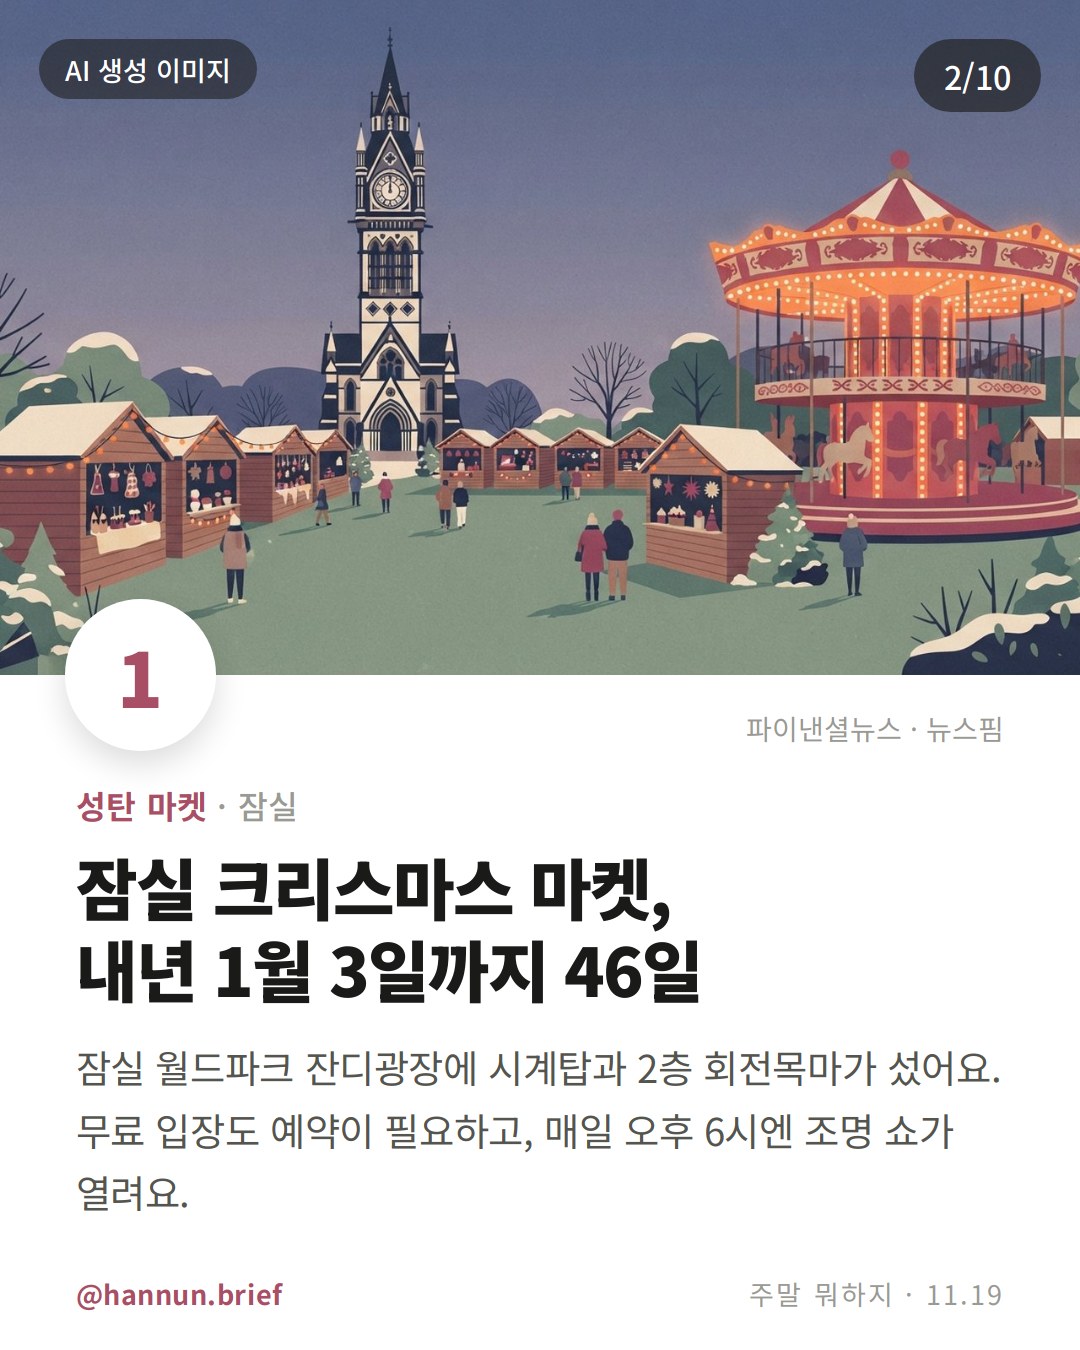 AI 생성 이미지
2/10
1
파이낸셜뉴스 · 뉴스핌
성탄 마켓 · 잠실
잠실 크리스마스 마켓,
내년 1월 3일까지 46일
잠실 월드파크 잔디광장에 시계탑과 2층 회전목마가 섰어요.
무료 입장도 예약이 필요하고, 매일 오후 6시엔 조명 쇼가
열려요.
@hannun.brief
주말 뭐하지 · 11.19